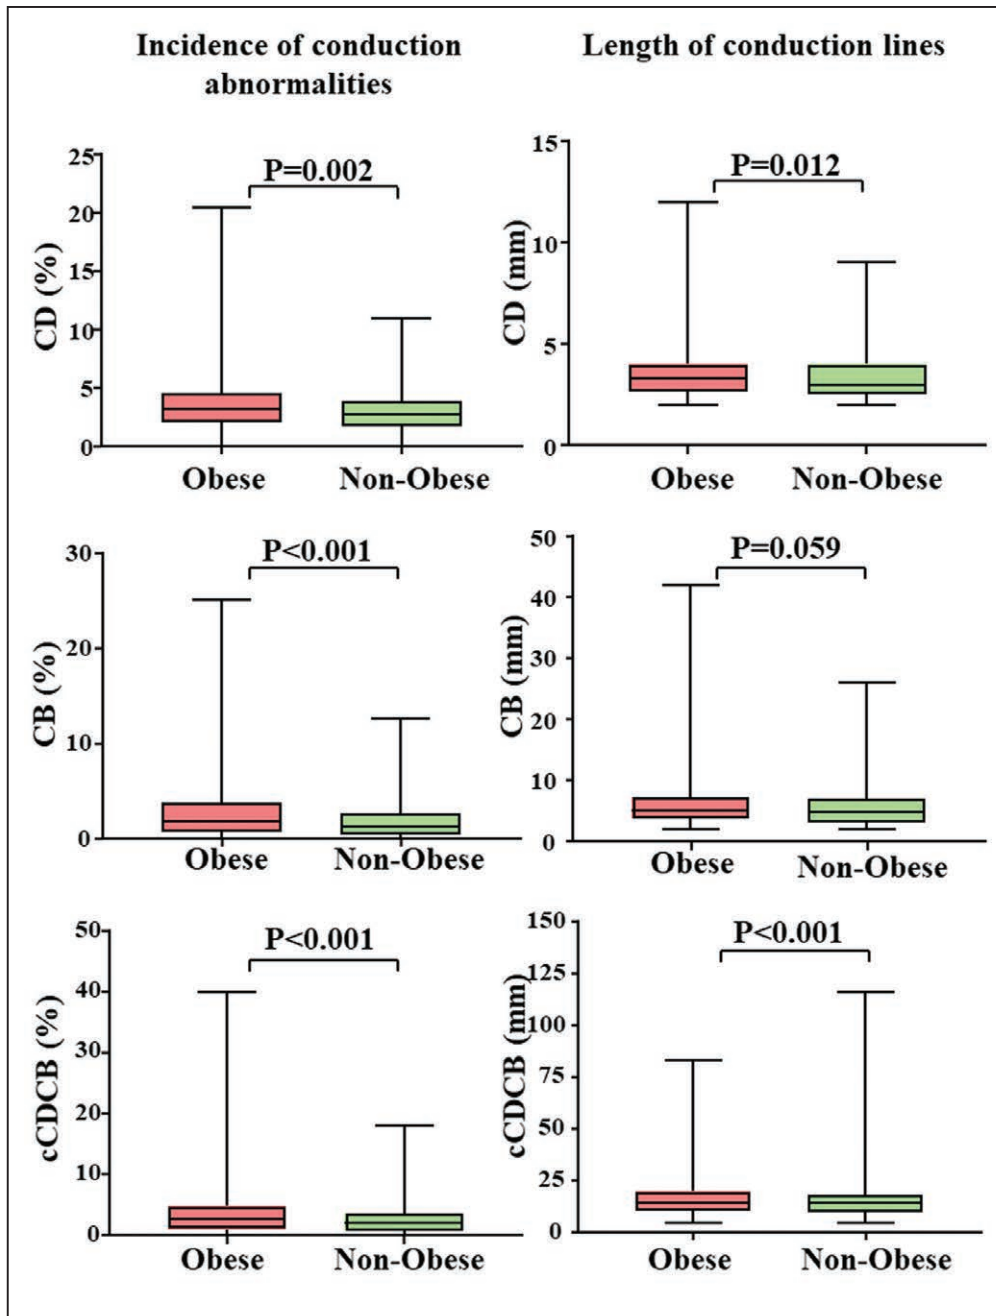 Incidence of conduction
abnormalities
Length of conduction lines
25
20
15
10
5
0
CD (%)
P=0.002
Obese
Non-Obese
15
10
5
0
CD (mm)
P=0.012
Obese
Non-Obese
30
20
10
0
CB (%)
P<0.001
Obese
Non-Obese
50
40
30
20
10
0
CB (mm)
P=0.059
Obese
Non-Obese
50
40
30
20
10
0
cCDCB (%)
P<0.001
Obese
Non-Obese
150
125
100
75
50
25
0
cCDCB (mm)
P<0.001
Obese
Non-Obese